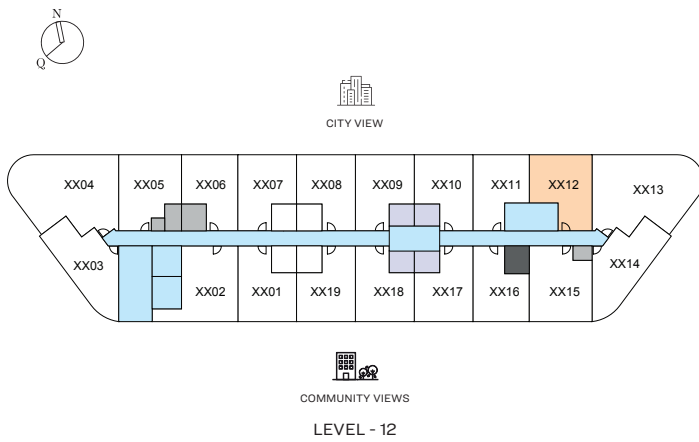 N
Q
CITY VIEW
XX04 XX05 XX06 XX07 XX08 XX09 XX10 XX11 XX12 XX13
XX03 XX14
XX02 XX01 XX19 XX18 XX17 XX16 XX15
COMMUNITY VIEWS
LEVEL - 12